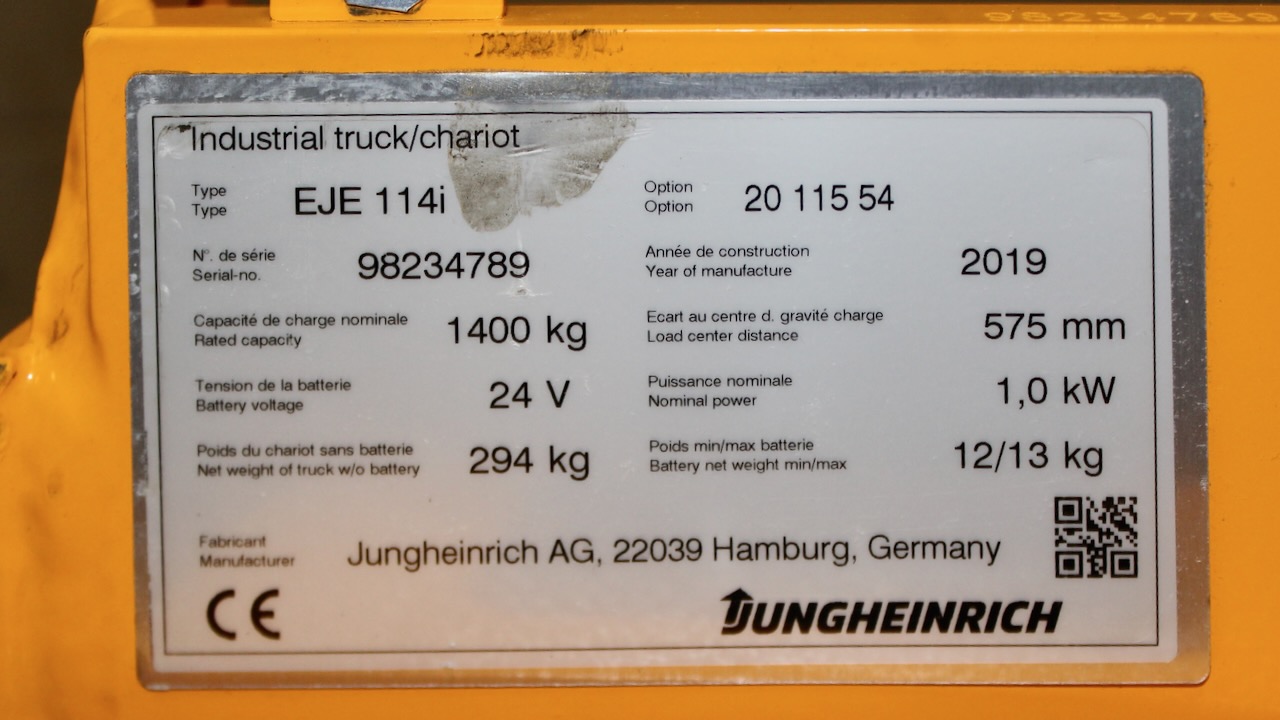 98234789
Industrial truck/chariot
Type
Type
EJE 114i
Option
Option
20 115 54
N°. de série
Serial-no.
98234789
Année de construction
Year of manufacture
2019
Capacité de charge nominale
Rated capacity
1400 kg
Ecart au centre d. gravité charge
Load center distance
575 mm
Tension de la batterie
Battery voltage
24 V
Puissance nominale
Nominal power
1,0 kW
Poids du chariot sans batterie
Net weight of truck w/o battery
294 kg
Poids min/max batterie
Battery net weight min/max
12/13 kg
Fabricant
Manufacturer
Jungheinrich AG, 22039 Hamburg, Germany
CE
JUNGHEINRICH